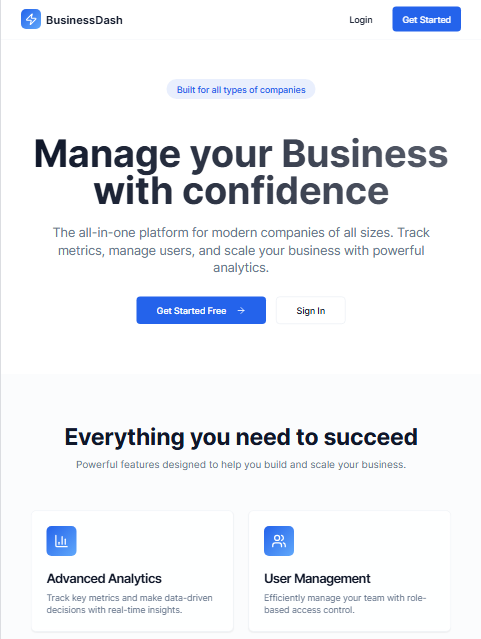 BusinessDash
Login
Get Started
Built for all types of companies
Manage your Business
with confidence
The all-in-one platform for modern companies of all sizes. Track
metrics, manage users, and scale your business with powerful
analytics.
Get Started Free
Sign In
Everything you need to succeed
Powerful features designed to help you build and scale your business.
Advanced Analytics
Track key metrics and make data-driven
decisions with real-time insights.
User Management
Efficiently manage your team with role-
based access control.